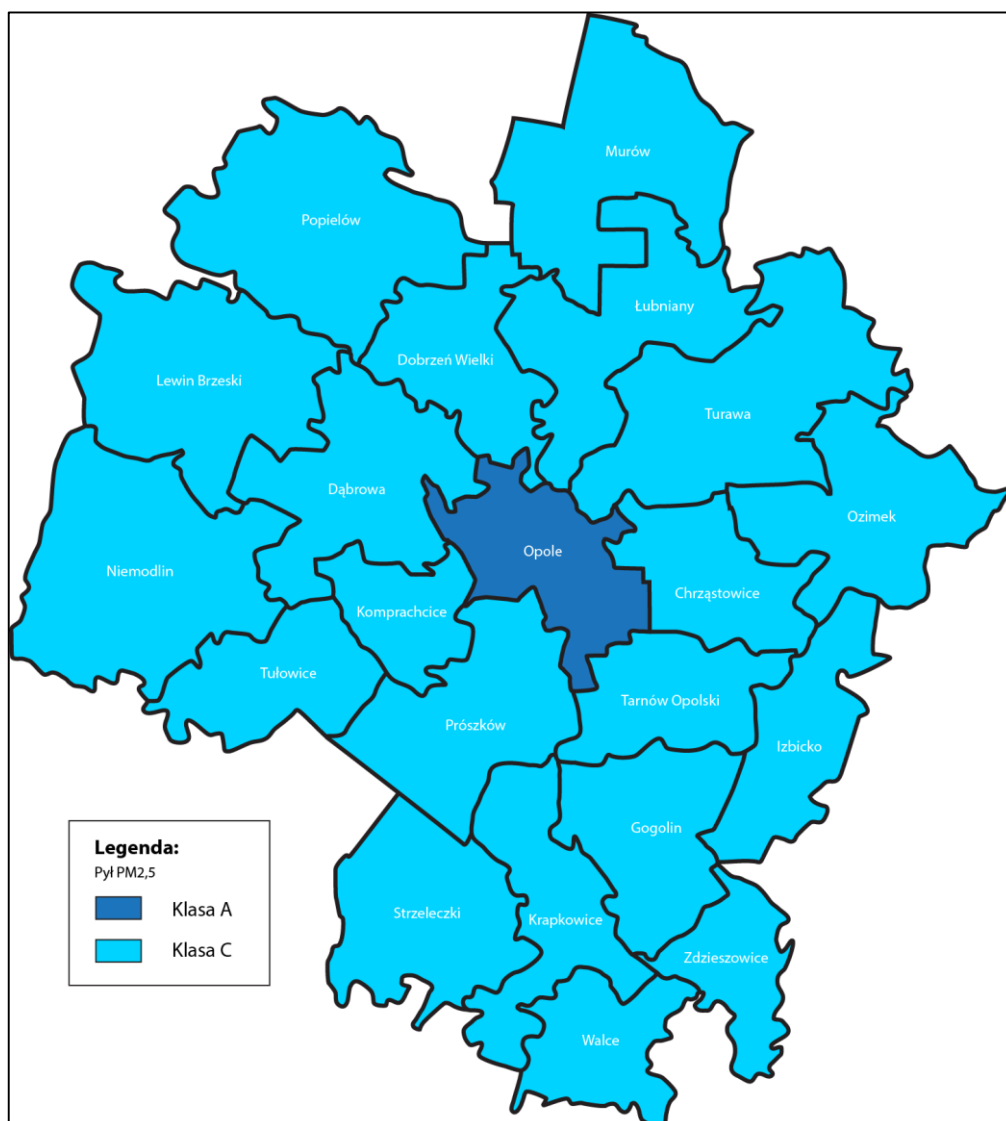 Murów
Popielów
Łubniany
Dobrzeń Wielki
Lewin Brzeski
Turawa
Dąbrowa
Ozimek
Opole
Niemodlin
Chrząstowice
Komprachcice
Tułowice
Tarnów Opolski
Prószków
Izbicko
Gogolin
Legenda:
Pył PM2,5
Klasa A
Klasa C
Strzeleczki
Krapkowice
Zdzieszowice
Walce